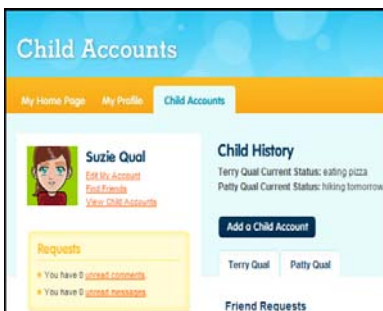 Child Accounts
My Home Page My Profile Child Accounts
Suzie Qual
Edit My Account
Find Friends
View Child Accounts
Requests
You have 0 unread comments.
You have 0 unread messages.
Child History
Terry Qual Current Status: eating pizza
Patty Qual Current Status: hiking tomorrow
Add a Child Account
Terry Qual Patty Qual
Friend Requests